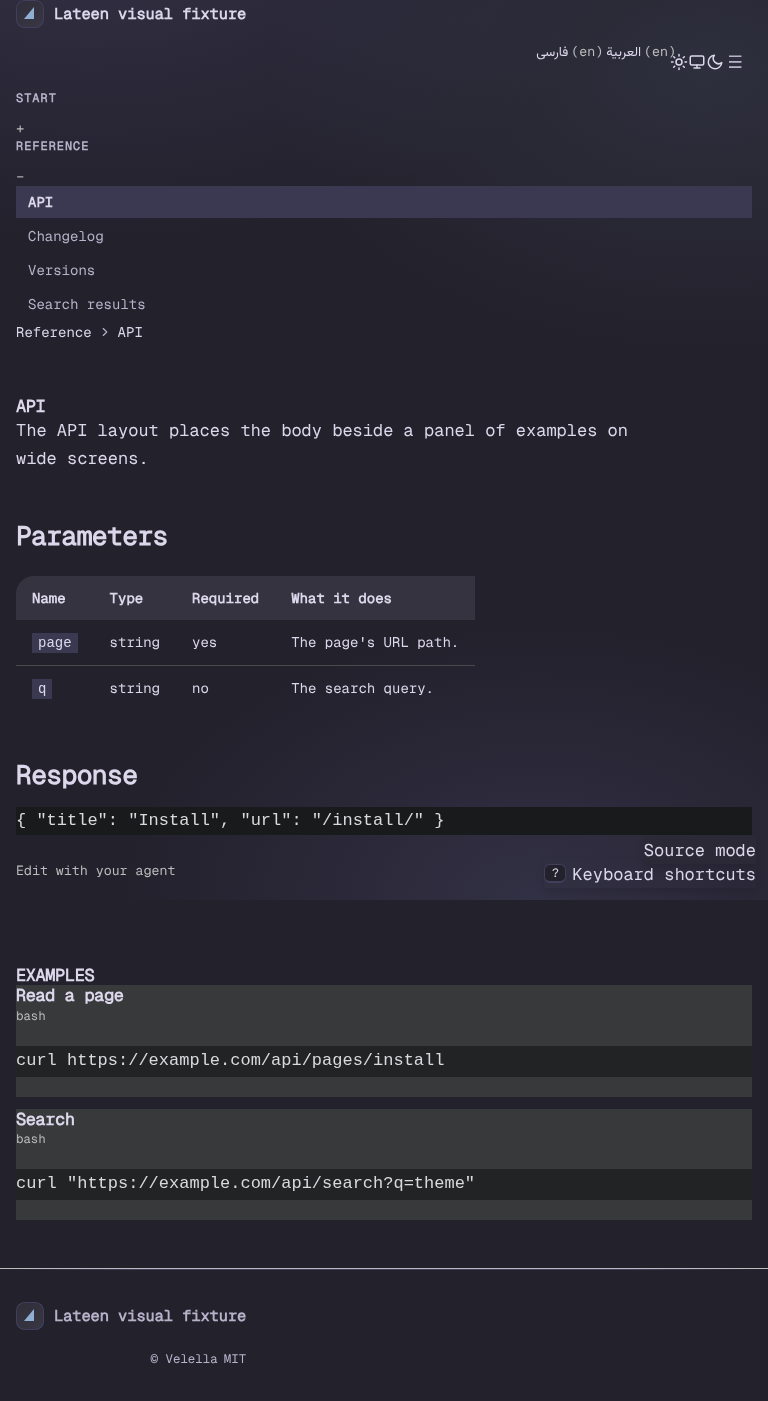 Lateen visual fixture
فارسی (en) العربية (en)
START
+
REFERENCE
−
API
Changelog
Versions
Search results
Reference > API
API
The API layout places the body beside a panel of examples on
wide screens.
Parameters
Name Type Required What it does
page string yes The page's URL path.
q string no The search query.
Response
{ "title": "Install", "url": "/install/" }
Source mode
Edit with your agent
? Keyboard shortcuts
EXAMPLES
Read a page
bash
curl https://example.com/api/pages/install
Search
bash
curl "https://example.com/api/search?q=theme"
Lateen visual fixture
© Velella MIT